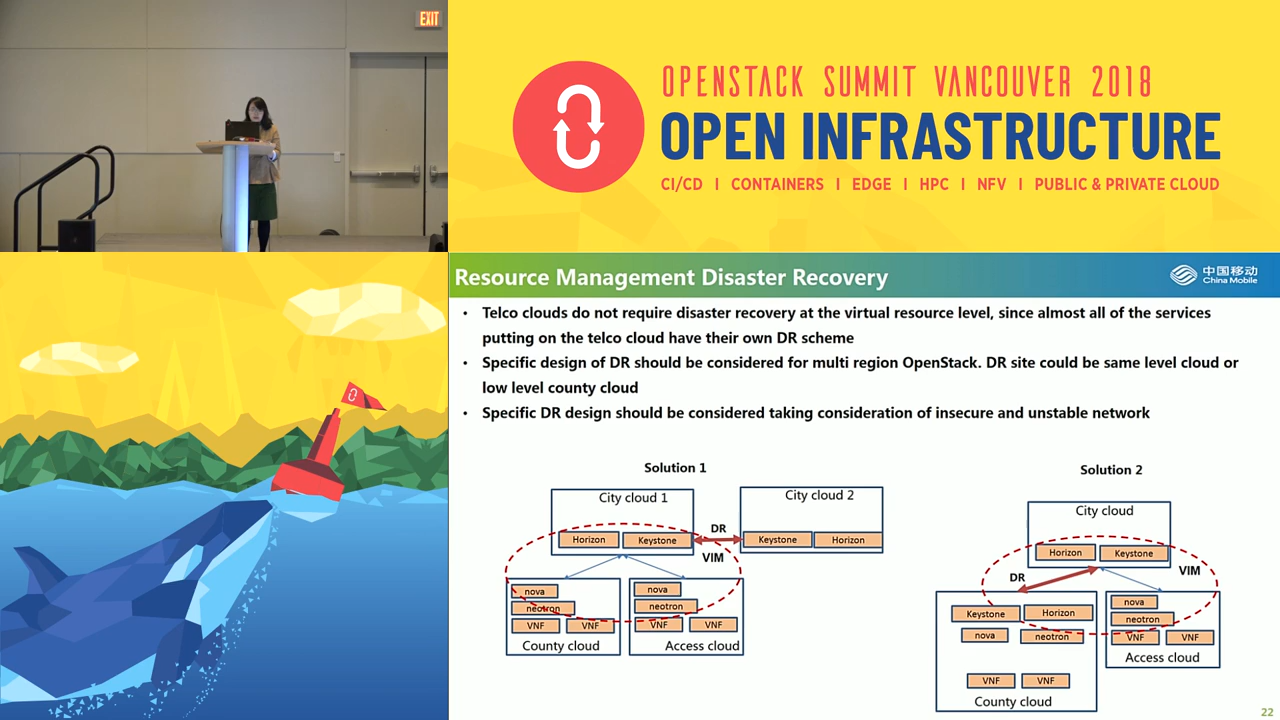 EXIT
OPENSTACK SUMMIT VANCOUVER 2018
OPEN INFRASTRUCTURE
CI/CD | CONTAINERS | EDGE | HPC | NFV | PUBLIC & PRIVATE CLOUD
Resource Management Disaster Recovery
中国移动
China Mobile
• Telco clouds do not require disaster recovery at the virtual resource level, since almost all of the services
putting on the telco cloud have their own DR scheme
• Specific design of DR should be considered for multi region OpenStack. DR site could be same level cloud or
low level county cloud
• Specific DR design should be considered taking consideration of insecure and unstable network
Solution 1
City cloud 1
Horizon
Keystone
DR
VIM
City cloud 2
Keystone
Horizon
nova
neotron
VNF
VNF
County cloud
nova
neotron
VNF
VNF
Access cloud
Solution 2
City cloud
Horizon
Keystone
DR
VIM
Keystone
Horizon
nova
neotron
VNF
VNF
County cloud
nova
neotron
VNF
VNF
Access cloud
22